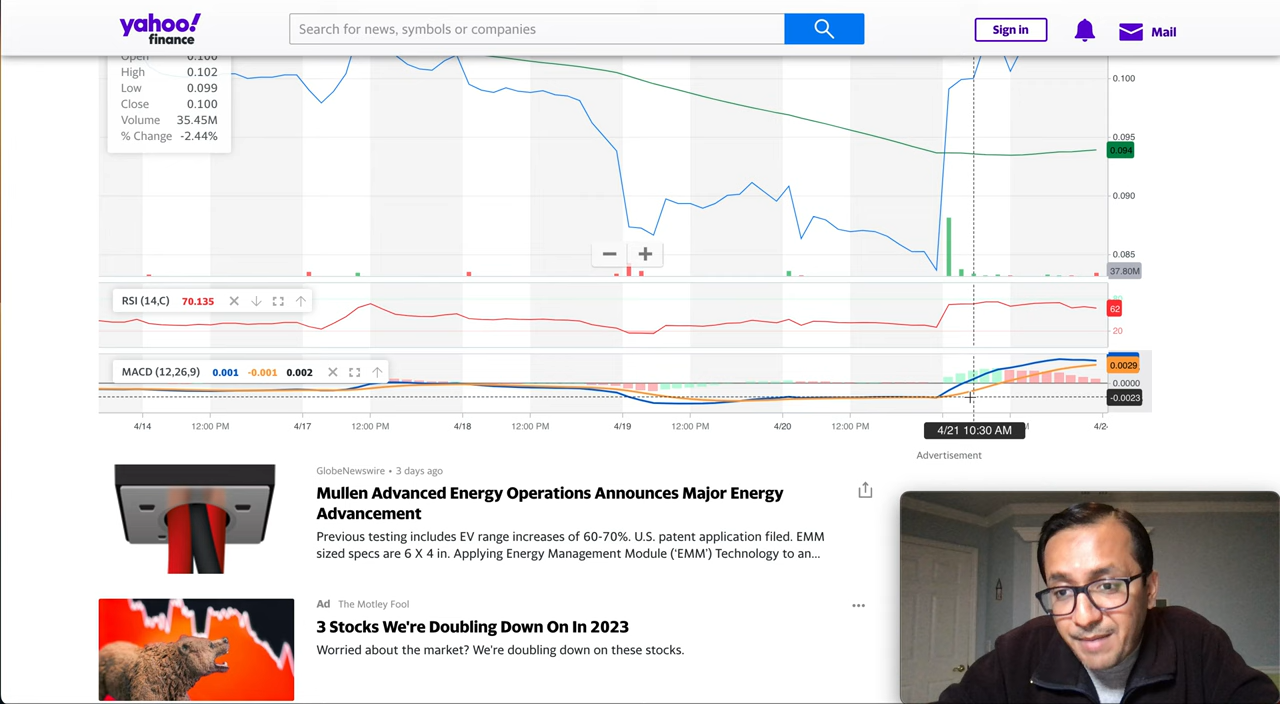 yahoo!
finance
Search for news, symbols or companies
Sign in
Mail
Open 0.100
High 0.102
Low 0.099
Close 0.100
Volume 35.45M
% Change -2.44%
0.100
0.095
0.094
0.090
0.085
37.80M
RSI (14,C) 70.135
62
20
MACD (12,26,9) 0.001 -0.001 0.002
0.0029
0.0000
-0.0023
4/14 12:00 PM 4/17 12:00 PM 4/18 12:00 PM 4/19 12:00 PM 4/20 12:00 PM 4/21 10:30 AM M 4/2-
Advertisement
GlobeNewswire • 3 days ago
Mullen Advanced Energy Operations Announces Major Energy
Advancement
Previous testing includes EV range increases of 60-70%. U.S. patent application filed. EMM
sized specs are 6 X 4 in. Applying Energy Management Module ('EMM') Technology to an...
Ad The Motley Fool
3 Stocks We're Doubling Down On In 2023
Worried about the market? We're doubling down on these stocks.